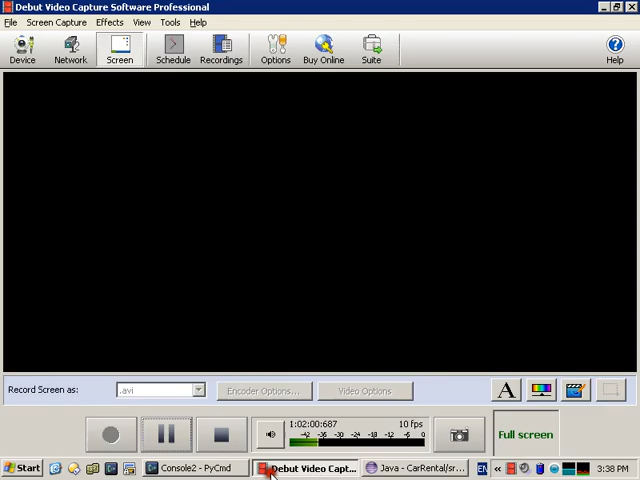 Debut Video Capture Software Professional
File Screen Capture Effects View Tools Help
Device Network Screen Schedule Recordings Options Buy Online Suite Help
Record Screen as: .avi Encoder Options... Video Options A
1:02:00:687 10 fps
-42 -36 -30 -24 -18 -12 -6 0
Full screen
Start Console2 - PyCmd Debut Video Capt... Java - CarRental/sr... EN « 3:38 PM